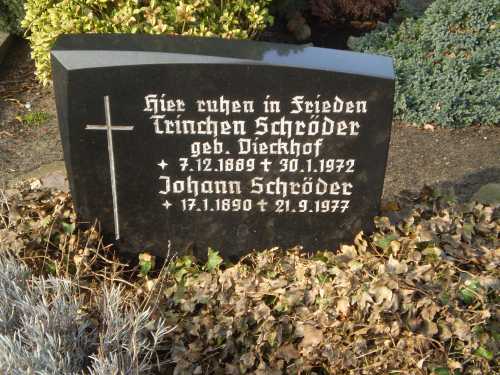 Hier ruhen in Frieden
Trinchen Schröder
geb. Dieckhof
+ 7.12.1889 ✝ 30.1.1972
Johann Schröder
+ 17.1.1890 ✝ 21.9.1977